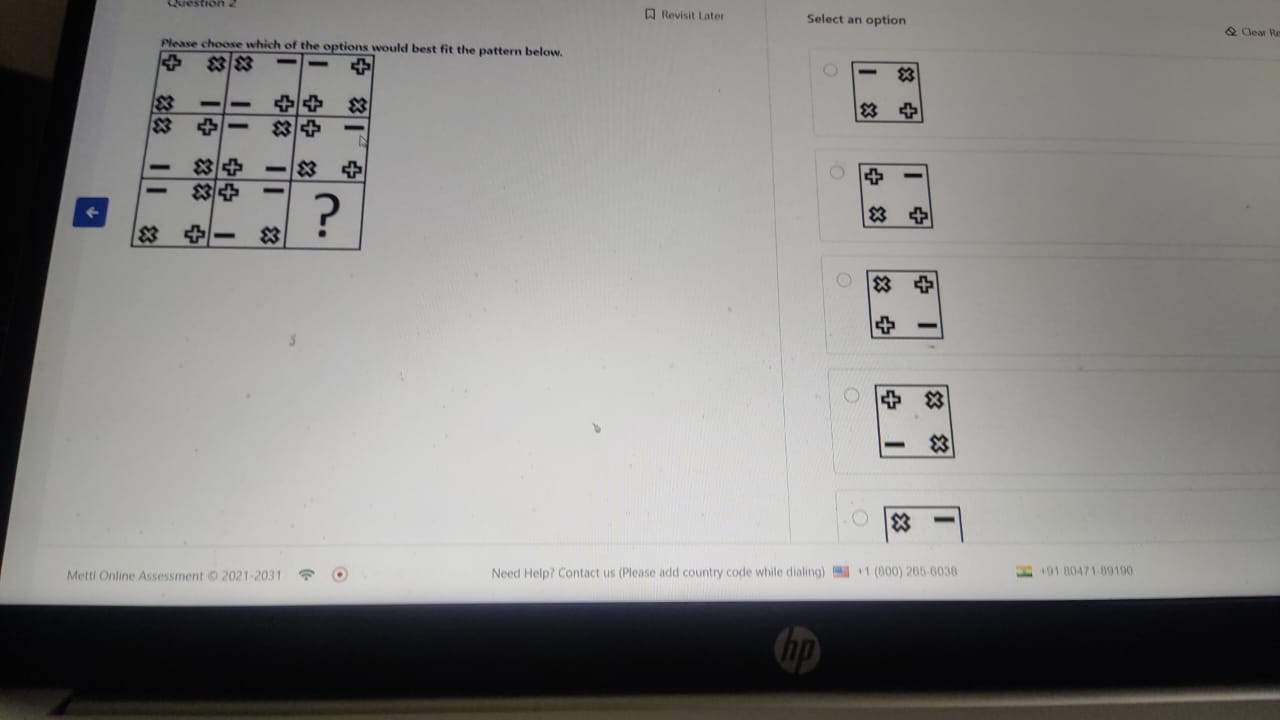 Question 2
Revisit Later
Select an option
Clear Re
Please choose which of the options would best fit the pattern below.
?
Mettl Online Assessment © 2021-2031
Need Help? Contact us (Please add country code while dialing)
+1 (800) 265-6038
+91 80471-89190
hp